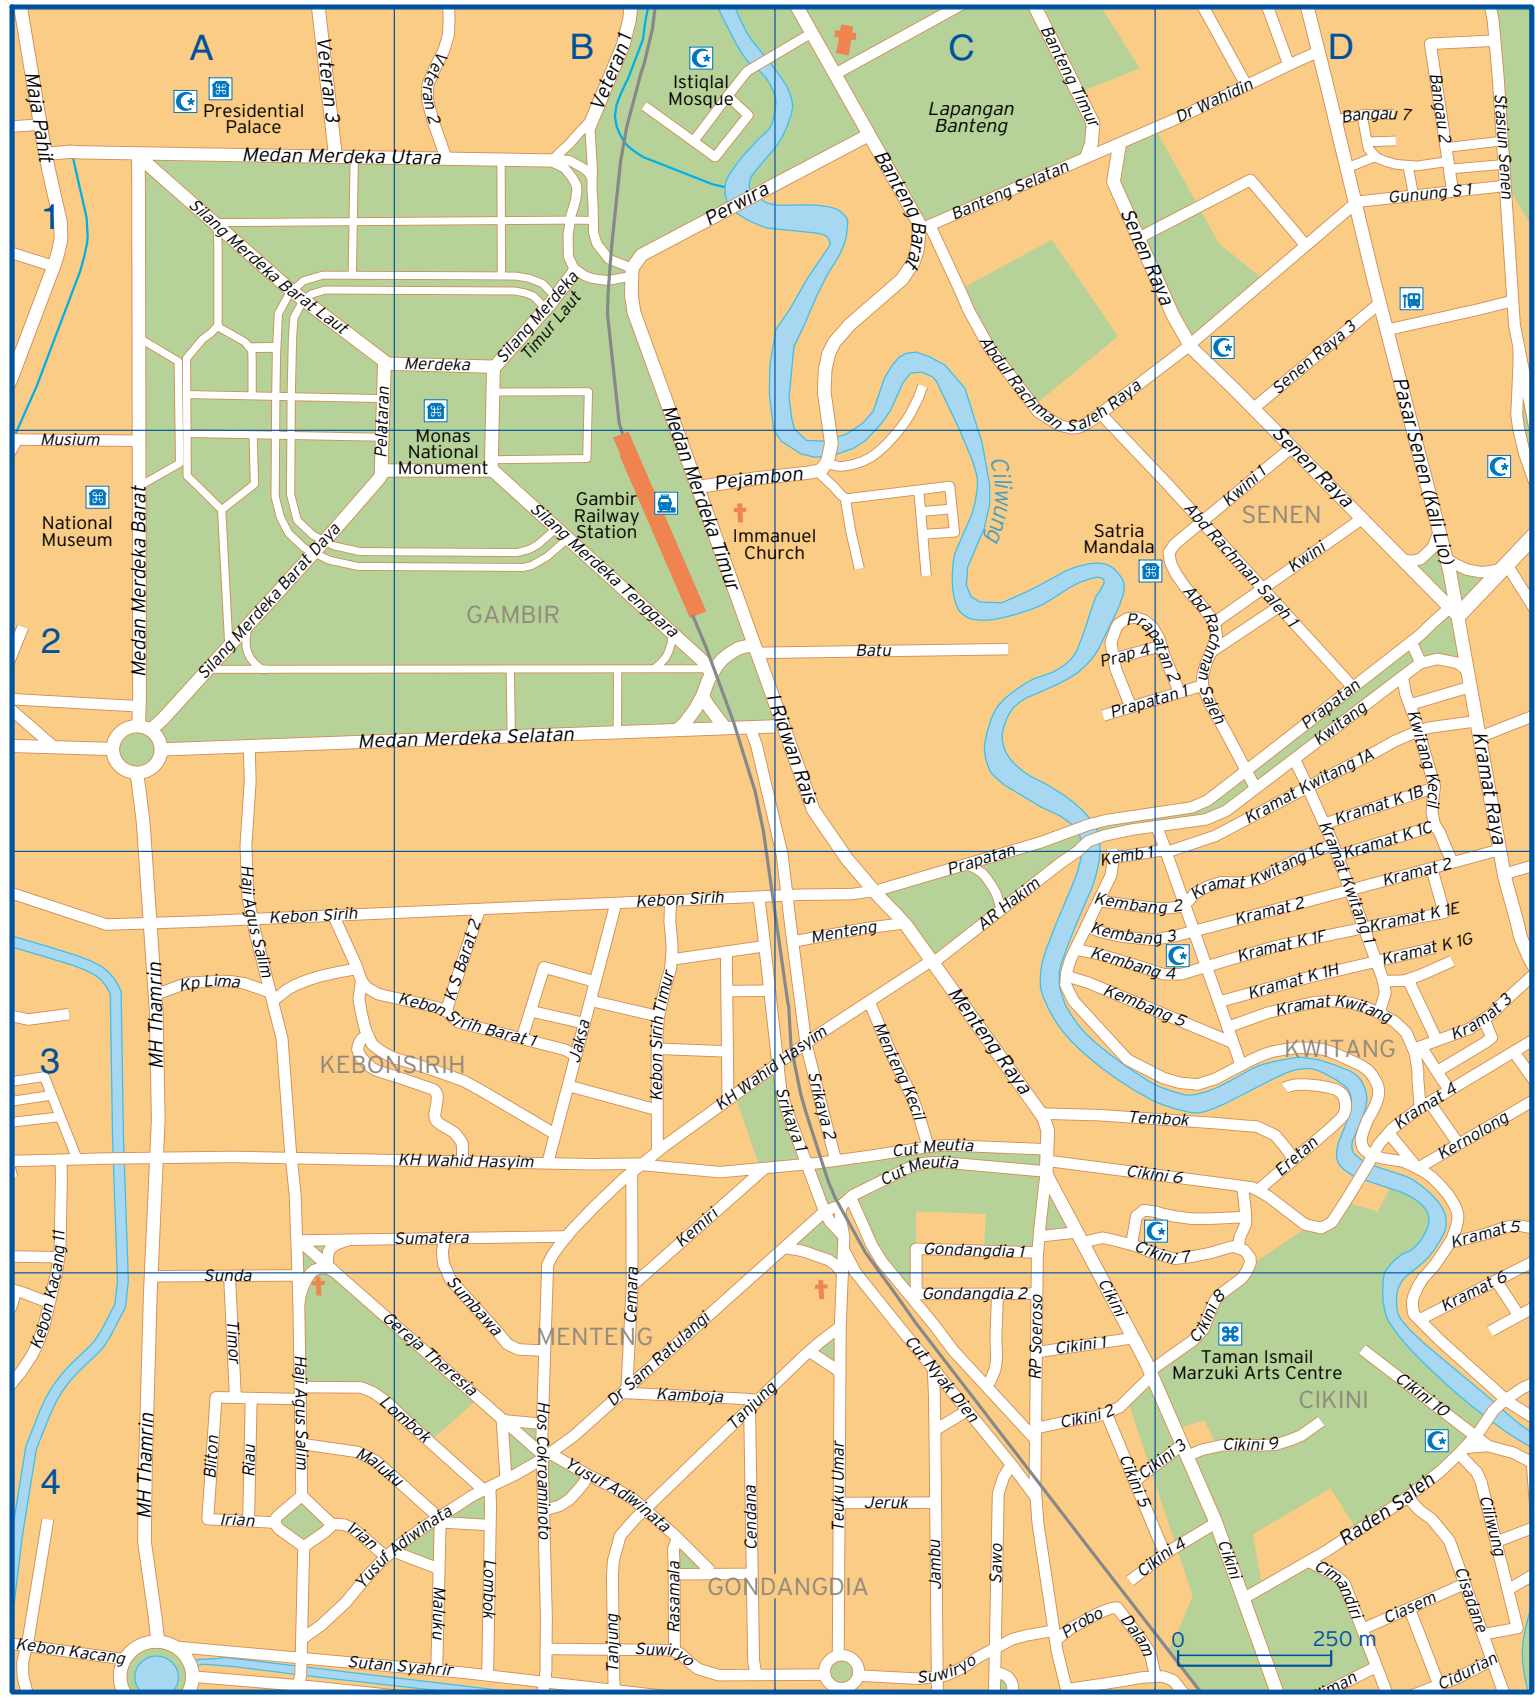 A
B
C
D
1
2
3
4
Maja Pahit
Veteran 3
Veteran 2
Veteran 1
Presidential
Palace
Istiqlal
Mosque
Medan Merdeka Utara
Lapangan
Banteng
Banteng Timur
Dr Wahidin
Bangau 7
Bangau 2
Stasiun Senen
Gunung S 1
Banteng Selatan
Banteng Barat
Perwira
Senen Raya
Silang Merdeka Barat Laut
Silang Merdeka
Timur Laut
Merdeka
Pelataran
Monas
National
Monument
Abdul Rachman
Saleh Raya
Senen Raya 3
Pasar Senen (Kali Lio)
Musium
National
Museum
Medan Merdeka Barat
Medan Merdeka Timur
Gambir
Railway
Station
Pejambon
Immanuel
Church
Ciliwung
Senen Raya
SENEN
Kwini 1
Kwini
Abd Rachman Saleh 1
Satria
Mandala
Abd Rachman
Saleh
Prapatan 2
Prap 4
Prapatan 1
Silang Merdeka Tenggara
Silang Merdeka Barat Daya
GAMBIR
Batu
Medan Merdeka Selatan
I Ridwan Rais
Prapatan
Kwitang
Kwitang Kecil
Kramat Raya
Kramat Kwitang 1A
Kramat K 1B
Kramat K 1C
Kramat Kwitang 1C
Kramat Kwitang 1
Kramat 2
Kramat 2
Kramat K 1E
Kramat K 1F
Kramat K 1G
Kramat K 1H
Kramat Kwitang
Kramat 3
KWITANG
Prapatan
AR Hakim
Kemb 1
Kembang 2
Kembang 3
Kembang 4
Kembang 5
Haji Agus Salim
Kebon Sirih
Kebon Sirih
Menteng
K S Barat 2
Kp Lima
Kebon Sirih Barat 1
Jaksa
Kebon Sirih Timur
MH Thamrin
KEBONSIRIH
KH Wahid Hasyim
KH Wahid Hasyim
Srikaya 1
Srikaya 2
Menteng Kecil
Menteng Raya
Cut Meutia
Cut Meutia
Tembok
Cikini 6
Eretan
Kramat 4
Kernolong
Kramat 5
Kramat 6
Kebon Kacang 11
Sumatera
Sunda
Kemiri
Cemara
Sumbawa
Gereja Theresia
MENTENG
Gondangdia 1
Gondangdia 2
Cikini 7
Cikini 8
Cikini
RP Soeroso
Cikini 1
Taman Ismail
Marzuki Arts Centre
CIKINI
Cikini 10
Timor
Haji Agus Salim
Lombok
Maluku
Bliton
Riau
Irian
Irian
MH Thamrin
Dr Sam Ratulangi
Kamboja
Tanjung
Hos Cokroaminoto
Yusuf Adiwinata
Yusuf Adiwinata
Cut Nyak Dien
Cikini 2
Cikini 3
Cikini 5
Cikini 9
Teuku Umar
Jeruk
Cendana
Jambu
Sawo
Cikini 4
Cikini
Raden Saleh
Ciliwung
Cimandiri
Cisadane
Ciasem
Cidurian
Maluku
Lombok
Tanjung
Rasamala
GONDANGDIA
Probo
Dalam
Kebon Kacang
Sutan Syahrir
Suwiryo
Suwiryo
0
250 m